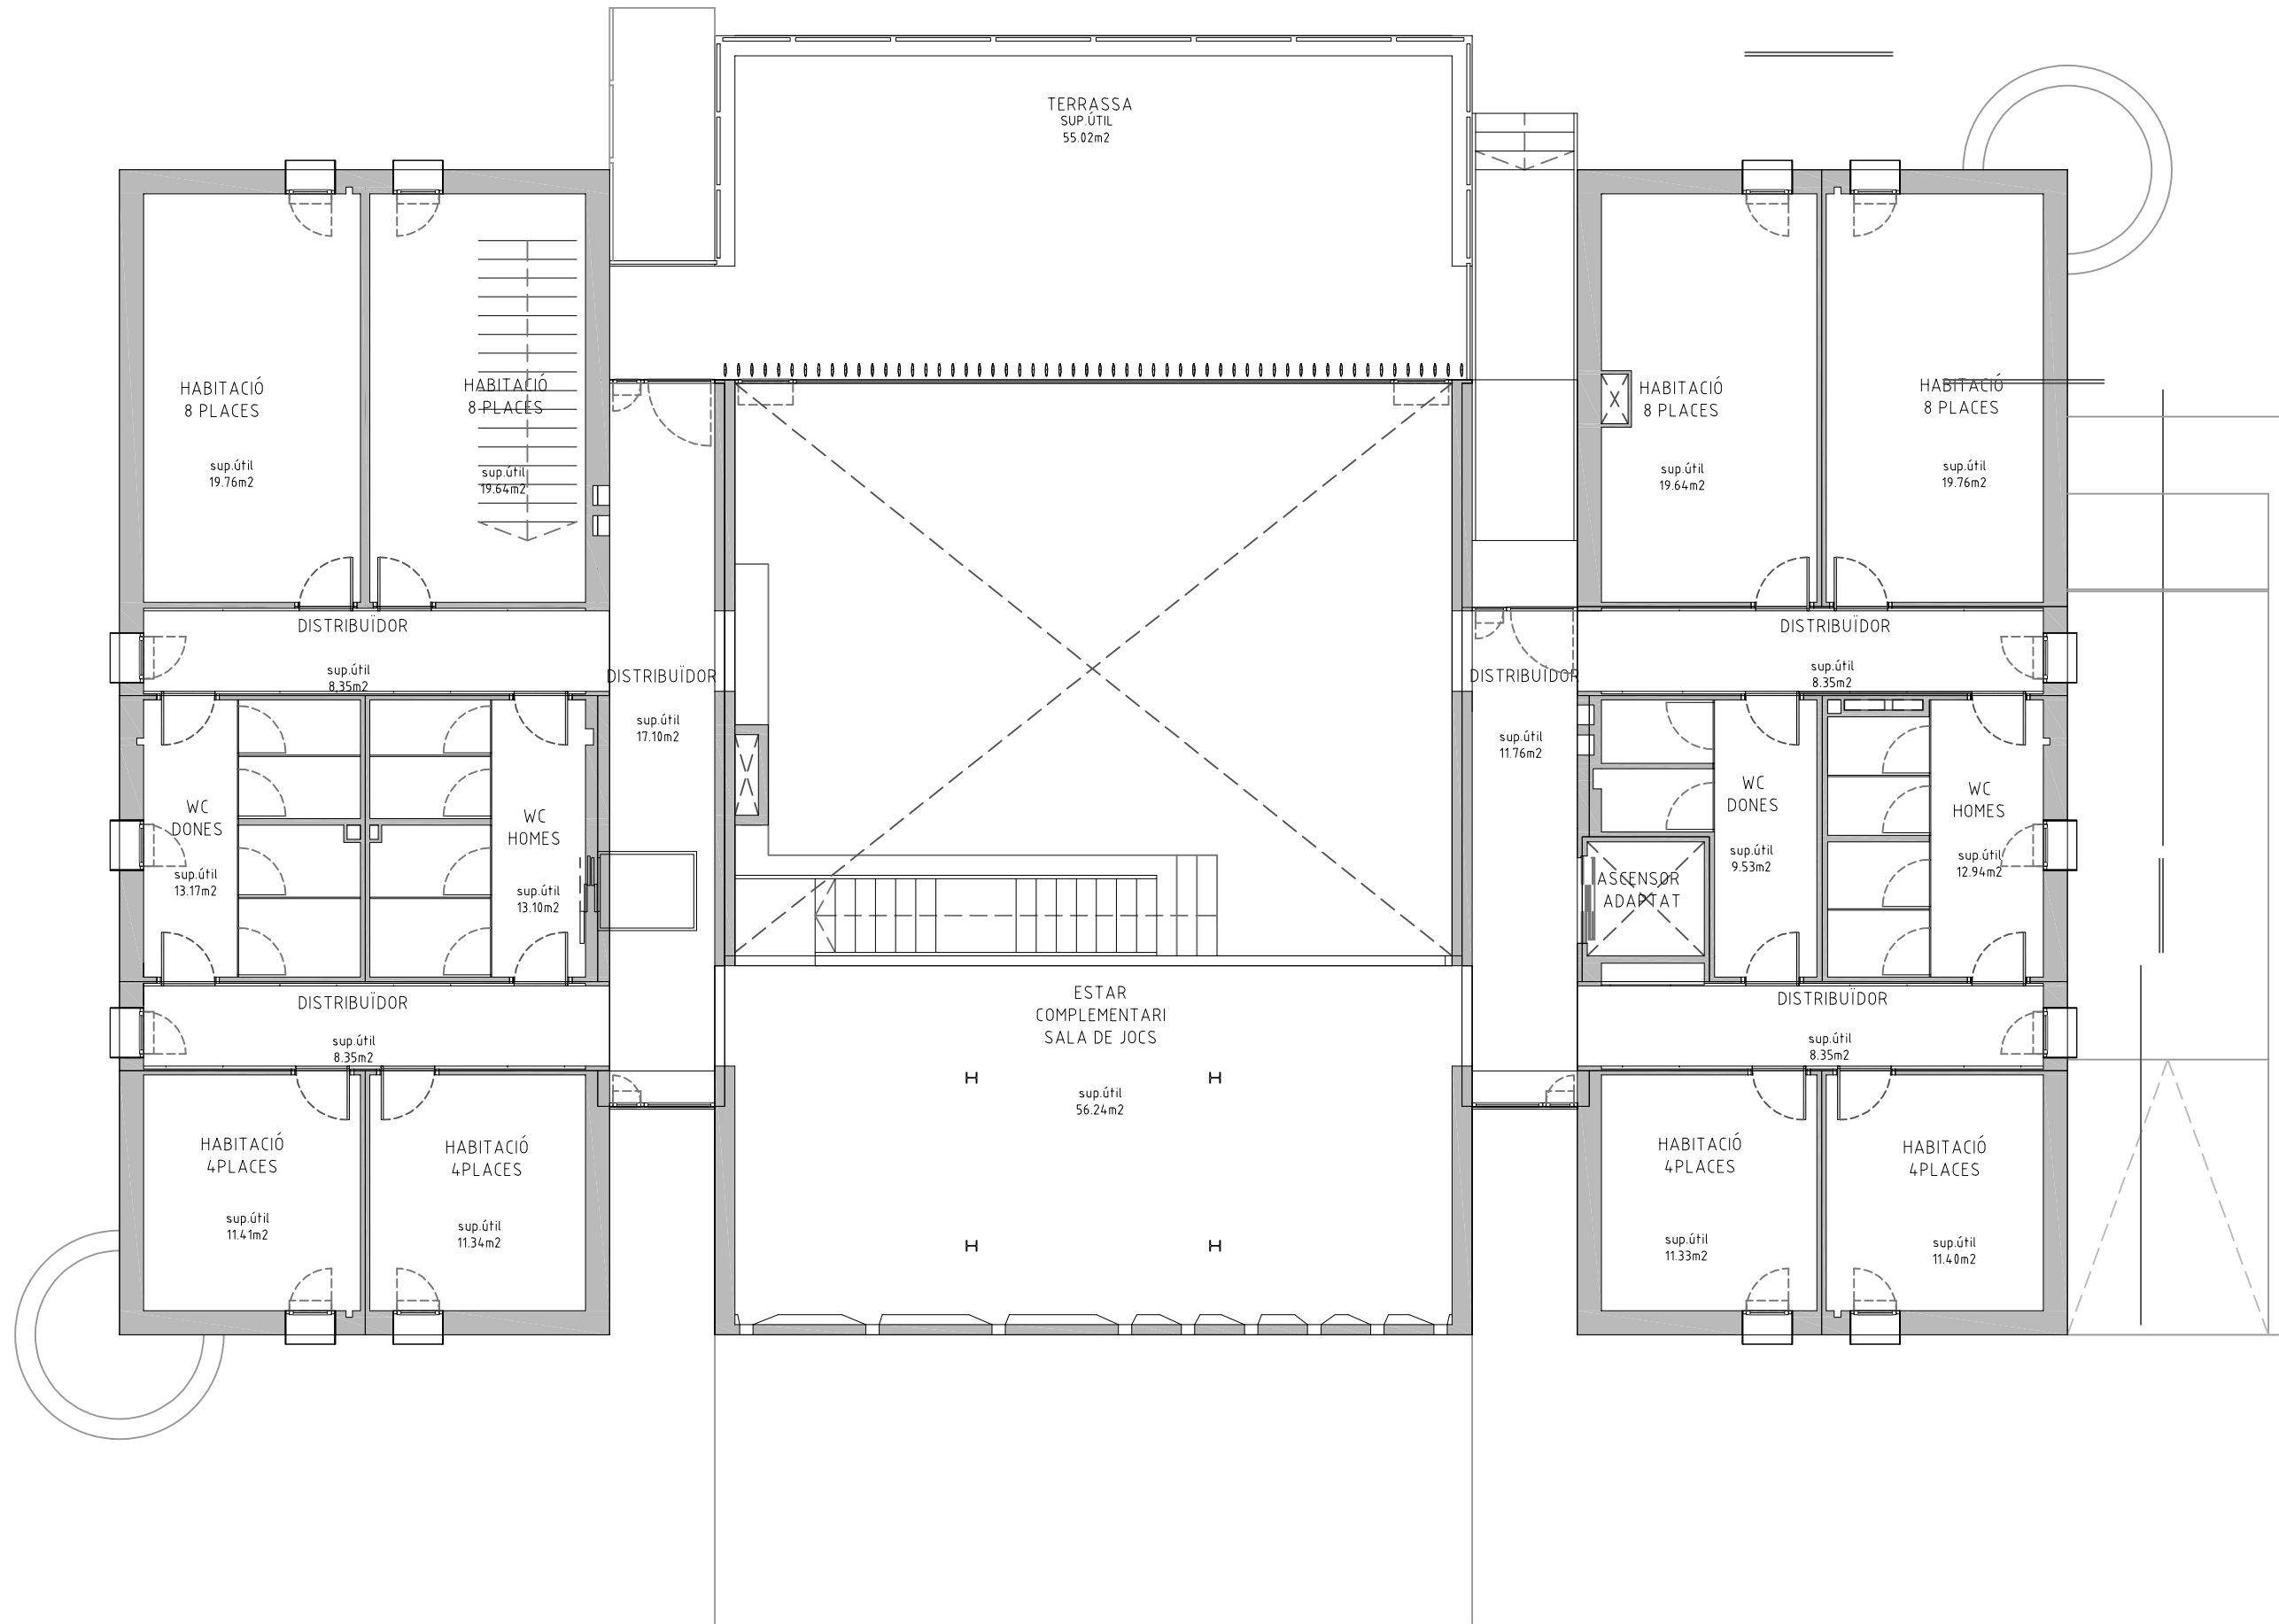 TERRASSA
SUP.ÚTIL
55.02m2
HABITACIÓ
8 PLACES
sup.útil
19.76m2
HABITACIÓ
8 PLACES
sup.útil
19.64m2
HABITACIÓ
8 PLACES
sup.útil
19.64m2
HABITACIÓ
8 PLACES
sup.útil
19.76m2
DISTRIBUÏDOR
sup.útil
8,35m2
DISTRIBUÏDOR
sup.útil
17.10m2
DISTRIBUÏDOR
sup.útil
11.76m2
DISTRIBUÏDOR
sup.útil
8.35m2
WC
DONES
sup.útil
13.17m2
WC
HOMES
sup.útil
13.10m2
ASCENSOR
ADAPTAT
WC
DONES
sup.útil
9.53m2
WC
HOMES
sup.útil
12.94m2
DISTRIBUÏDOR
sup.útil
8.35m2
ESTAR
COMPLEMENTARI
SALA DE JOCS
sup.útil
56.24m2
DISTRIBUÏDOR
sup.útil
8.35m2
HABITACIÓ
4PLACES
sup.útil
11.41m2
HABITACIÓ
4PLACES
sup.útil
11.34m2
HABITACIÓ
4PLACES
sup.útil
11.33m2
HABITACIÓ
4PLACES
sup.útil
11.40m2